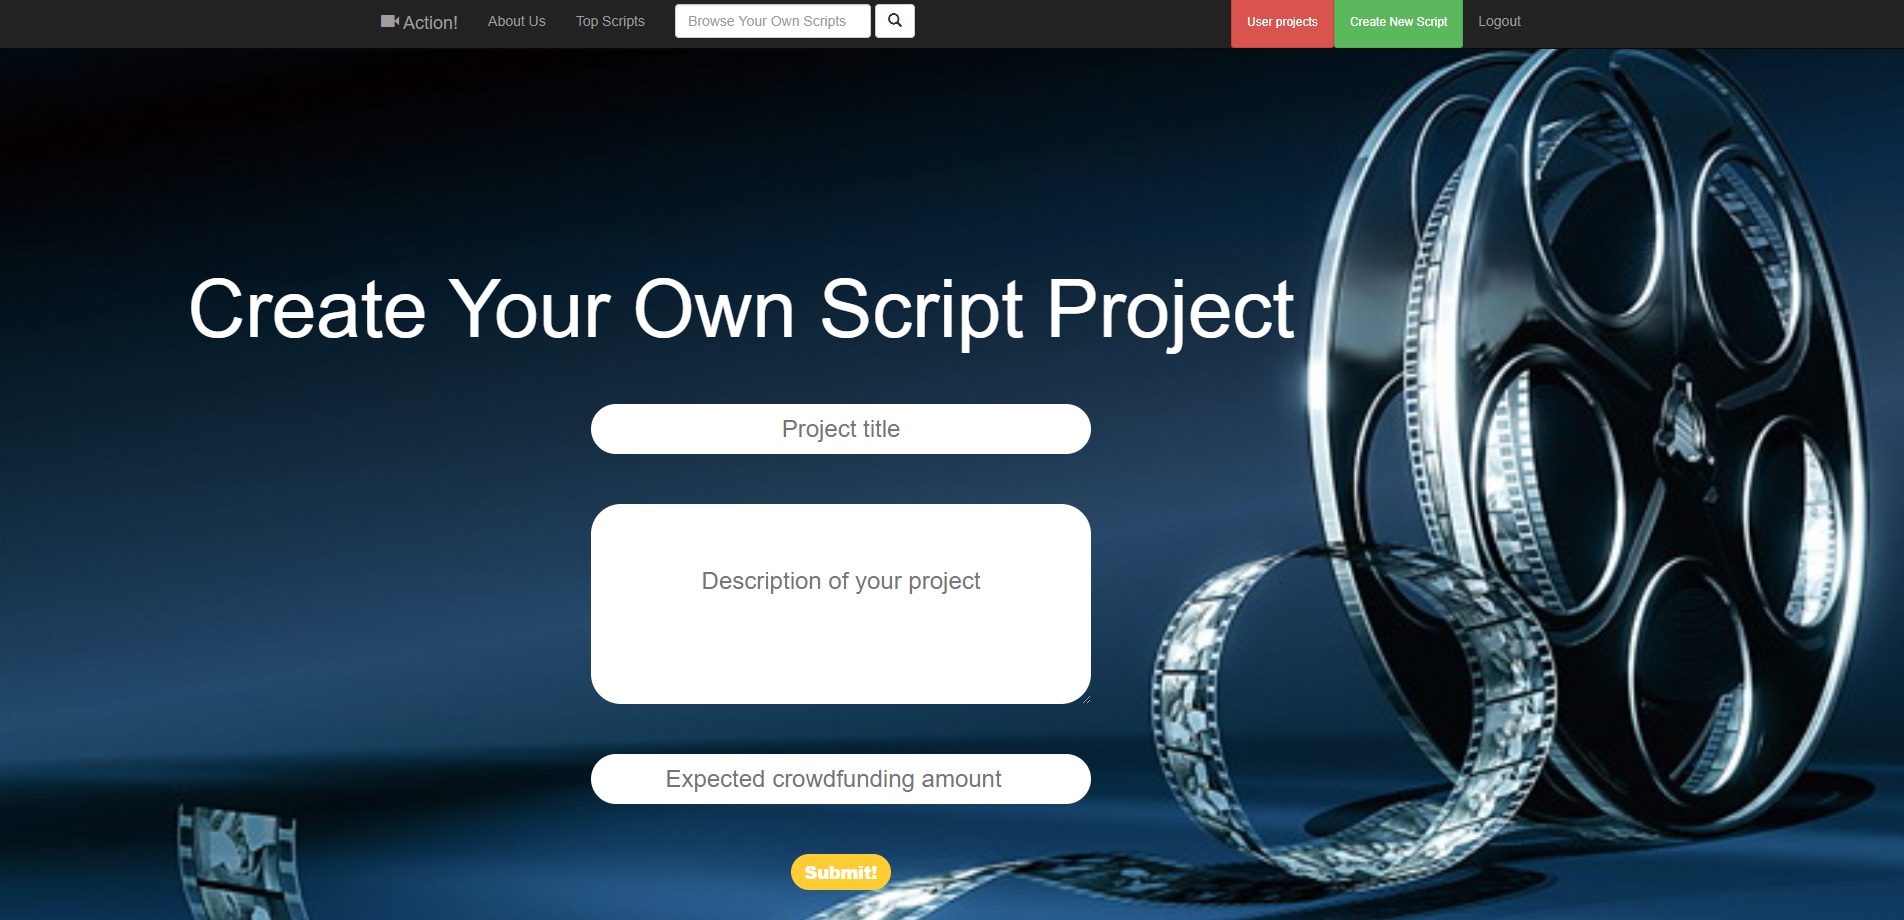 Action!
About Us
Top Scripts
Browse Your Own Scripts
User projects
Create New Script
Logout
Create Your Own Script Project
Project title
Description of your project
Expected crowdfunding amount
Submit!